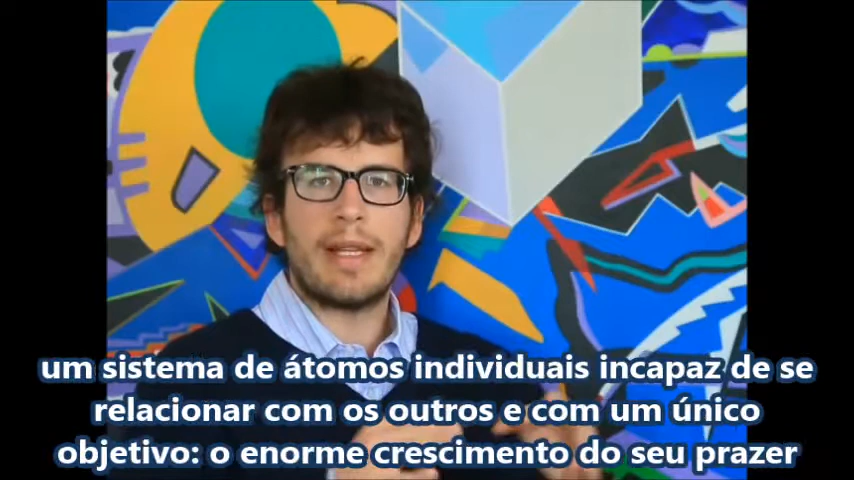 um sistema de átomos individuais incapaz de se
relacionar com os outros e com um único
objetivo: o enorme crescimento do seu prazer